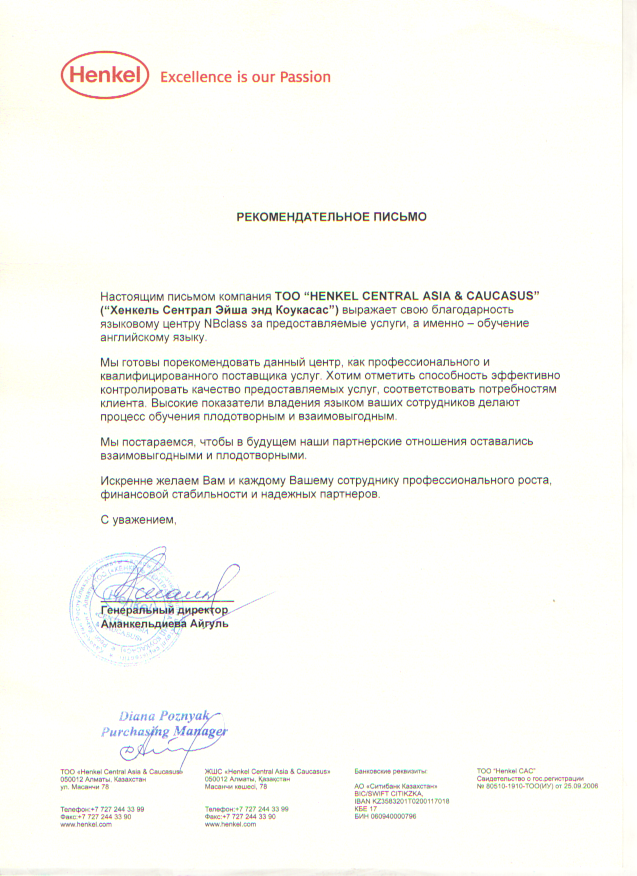 Henkel Excellence is our Passion
РЕКОМЕНДАТЕЛЬНОЕ ПИСЬМО
Настоящим письмом компания ТОО “HENKEL CENTRAL ASIA & CAUCASUS”
(“Хенкель Сентрал Эйша энд Коукасас”) выражает свою благодарность
языковому центру NBclass за предоставляемые услуги, а именно – обучение
английскому языку.
Мы готовы порекомендовать данный центр, как профессионального и
квалифицированного поставщика услуг. Хотим отметить способность эффективно
контролировать качество предоставляемых услуг, соответствовать потребностям
клиента. Высокие показатели владения языком ваших сотрудников делают
процесс обучения плодотворным и взаимовыгодным.
Мы постараемся, чтобы в будущем наши партнерские отношения оставались
взаимовыгодными и плодотворными.
Искренне желаем Вам и каждому Вашему сотруднику профессионального роста,
финансовой стабильности и надежных партнеров.
С уважением,
Генеральный директор
Аманкельдиева Айгуль
Diana Poznyak
Purchasing Manager
ТОО «Henkel Central Asia & Caucasus»
050012 Алматы, Казахстан
ул. Масанчи 78
Телефон:+7 727 244 33 99
Факс:+7 727 244 33 90
www.henkel.com
ЖШС «Henkel Central Asia & Caucasus»
050012 Алматы, Қазақстан
Масанчи көшесі, 78
Телефон:+7 727 244 33 99
Факс:+7 727 244 33 90
www.henkel.com
Банковские реквизиты:
АО «Ситибанк Казахстан»
BIC/SWIFT CITIKZKA,
IBAN KZ3583201T0200117018
КБЕ 17
БИН 060940000796
ТОО “Henkel CAC”
Свидетельство о гос.регистрации
№ 80510-1910-ТОО(ИУ) от 25.09.2006